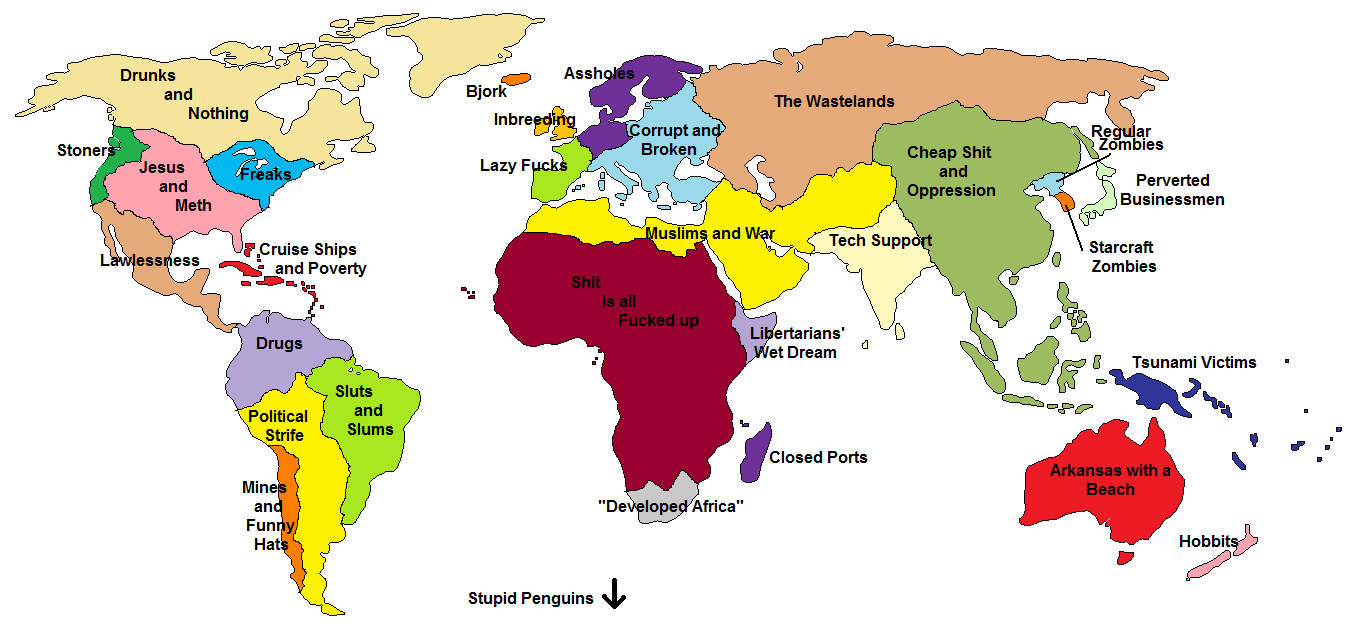 Drunks
and
Nothing
Stoners
Jesus
and
Meth
Freaks
Lawlessness
Cruise Ships
and Poverty
Drugs
Sluts
and
Slums
Political
Strife
Mines
and
Funny
Hats
Bjork
Assholes
Inbreeding
Lazy Fucks
Corrupt and
Broken
The Wastelands
Muslims and War
Shit
is all
Fucked up
Libertarians'
Wet Dream
Closed Ports
"Developed Africa"
Stupid Penguins
Tech Support
Cheap Shit
and
Oppression
Regular
Zombies
Perverted
Businessmen
Starcraft
Zombies
Tsunami Victims
Arkansas with a
Beach
Hobbits